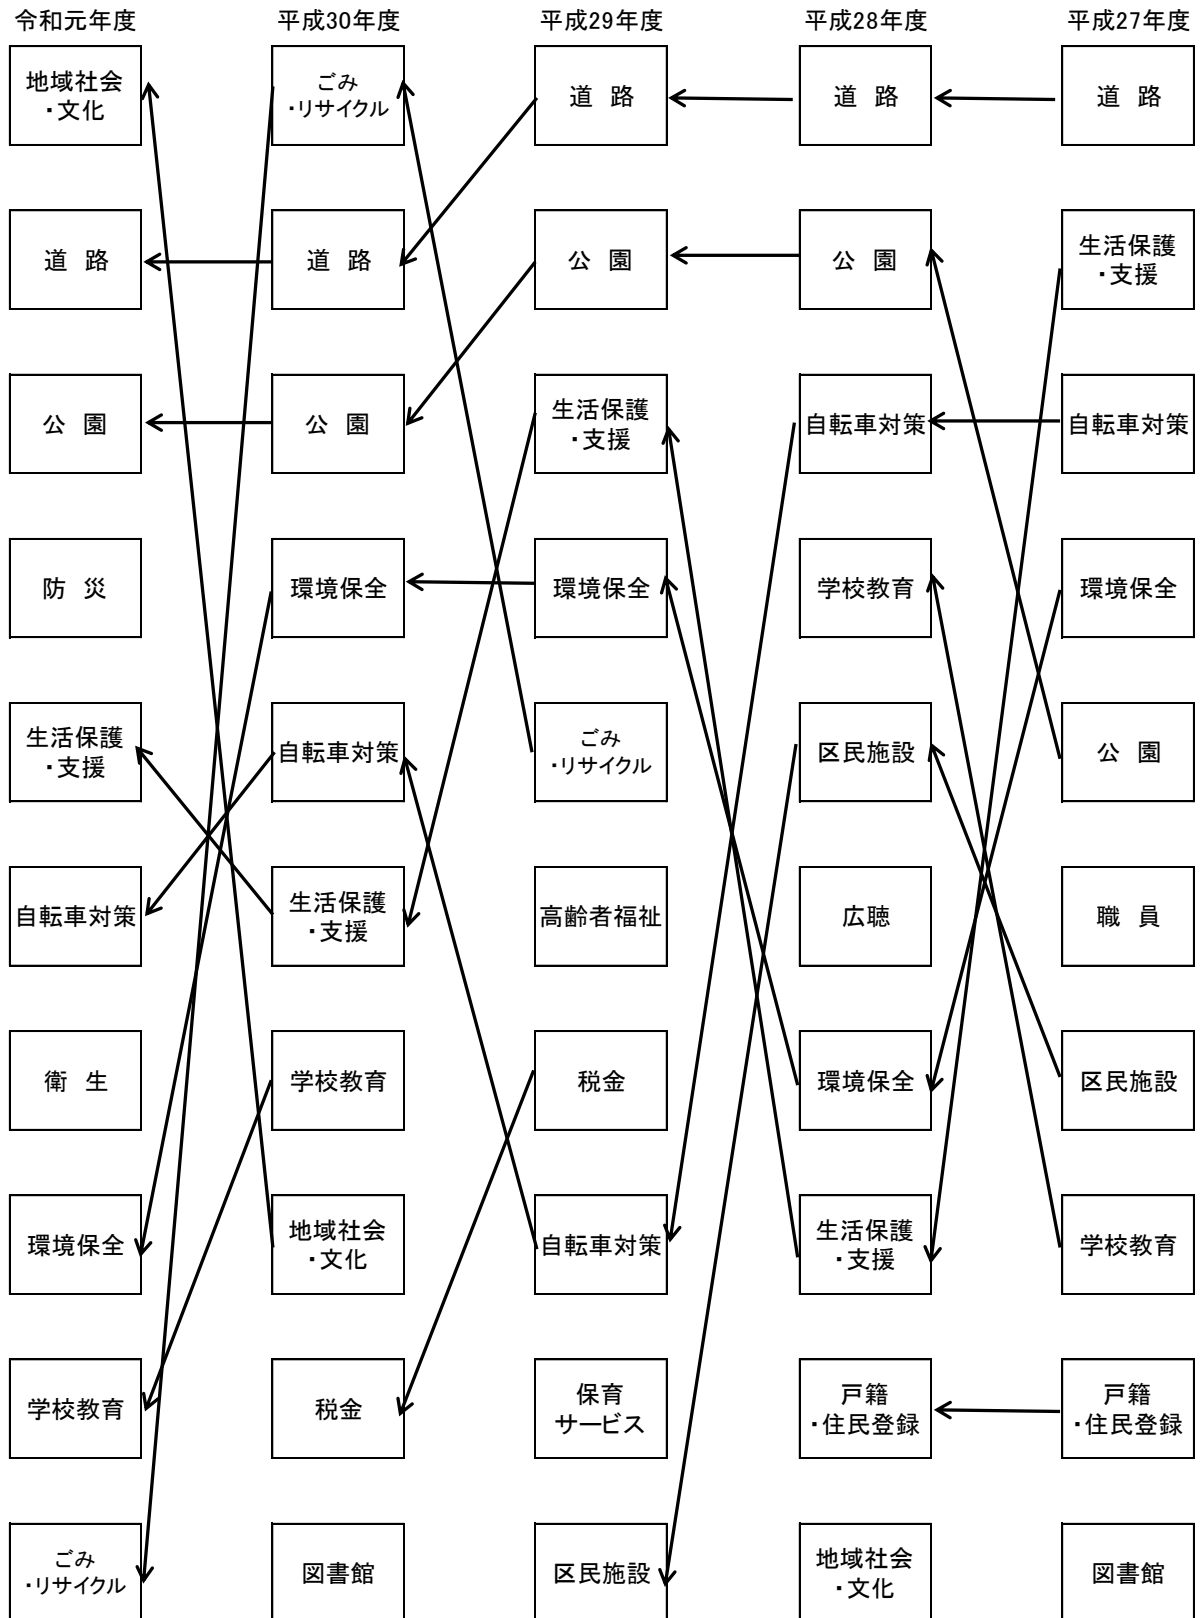 令和元年度 平成30年度 平成29年度 平成28年度 平成27年度
地域社会
・文化
ごみ
・リサイクル
道 路
道 路
道 路
道 路
道 路
公 園
公 園
生活保護
・支援
公 園
公 園
生活保護
・支援
自転車対策
自転車対策
防 災
環境保全
環境保全
学校教育
環境保全
生活保護
・支援
自転車対策
ごみ
・リサイクル
区民施設
公 園
自転車対策
生活保護
・支援
高齢者福祉
広聴
職 員
衛 生
学校教育
税金
環境保全
区民施設
環境保全
地域社会
・文化
自転車対策
生活保護
・支援
学校教育
学校教育
税金
保育
サービス
戸籍
・住民登録
戸籍
・住民登録
ごみ
・リサイクル
図書館
区民施設
地域社会
・文化
図書館